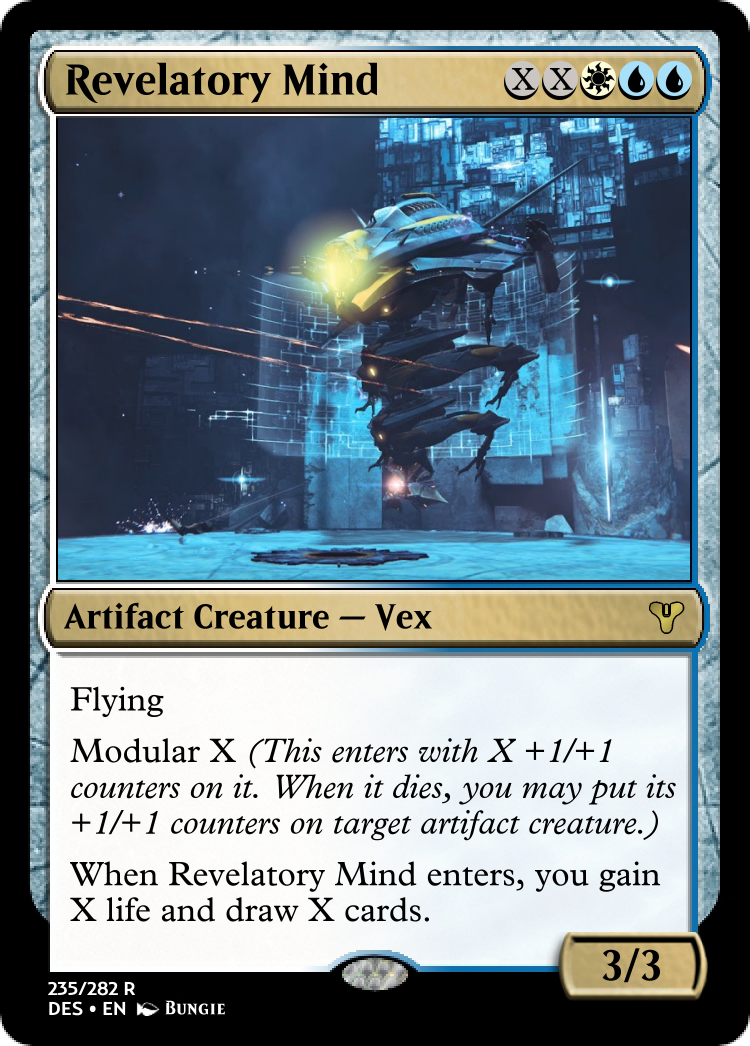 Revelatory Mind X X
Artifact Creature — Vex
Flying
Modular X (This enters with X +1/+1
counters on it. When it dies, you may put its
+1/+1 counters on target artifact creature.)
When Revelatory Mind enters, you gain
X life and draw X cards.
3/3
235/282 R
DES • EN Bungie